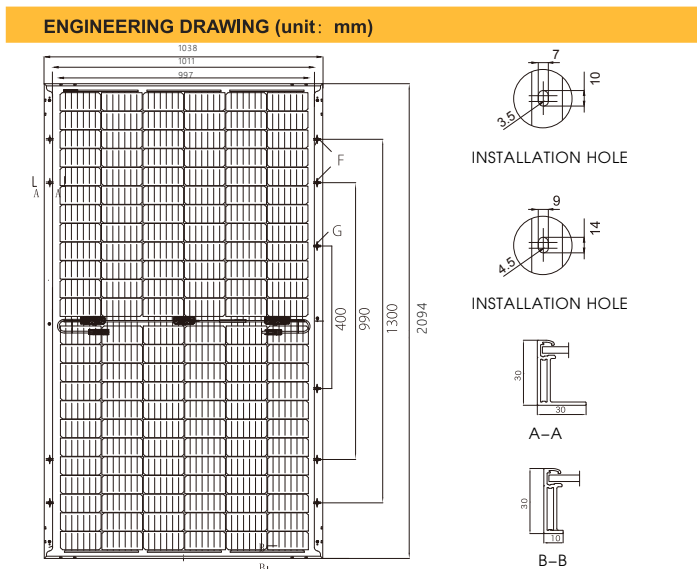 ENGINEERING DRAWING (unit: mm)
1038
1011
997
F
G
L
A
A
400
990
1300
2094
B
B
7
10
3.5
INSTALLATION HOLE
9
14
4.5
INSTALLATION HOLE
30
30
A-A
30
10
B-B